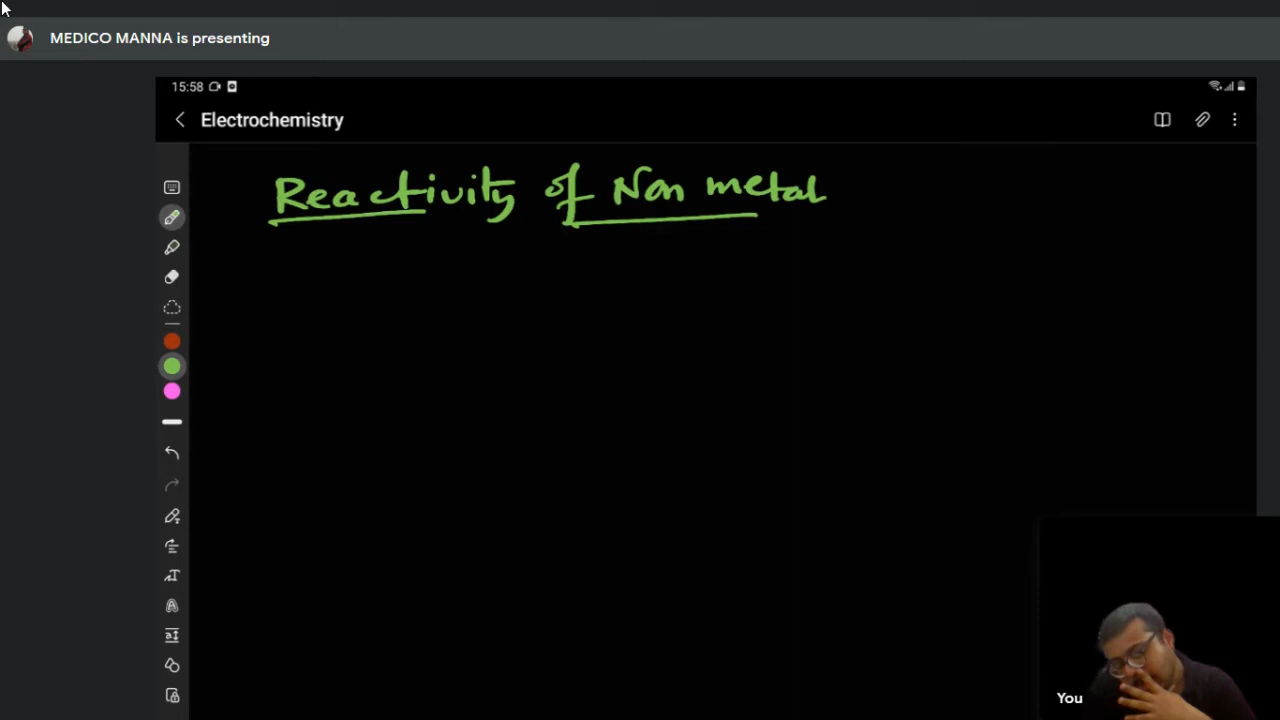 MEDICO MANNA is presenting
15:58
Electrochemistry
Reactivity of Non metal
You